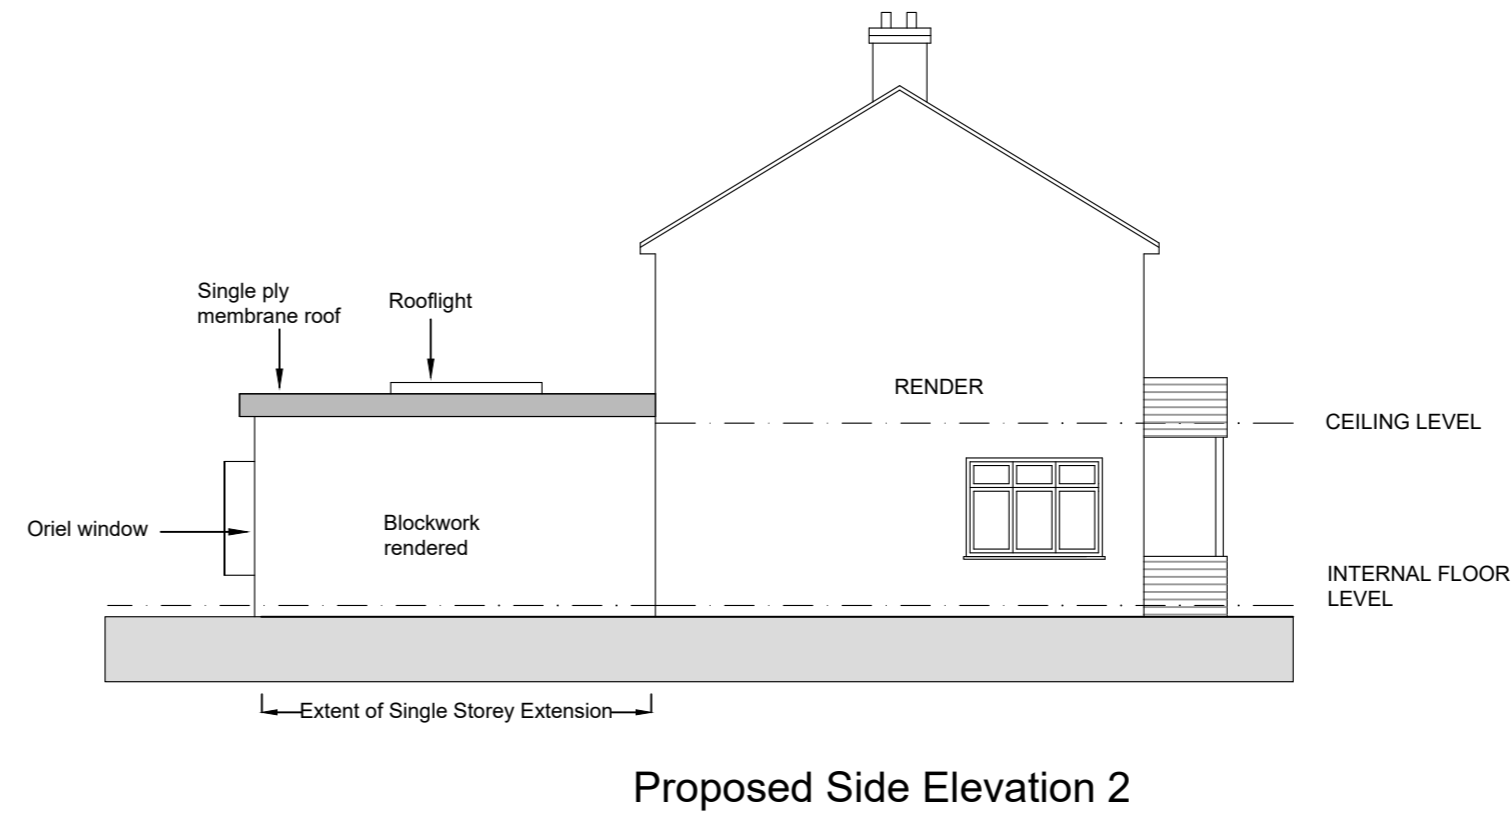 Single ply
membrane roof
Rooflight
RENDER
CEILING LEVEL
Oriel window
Blockwork
rendered
INTERNAL FLOOR
LEVEL
Extent of Single Storey Extension
Proposed Side Elevation 2